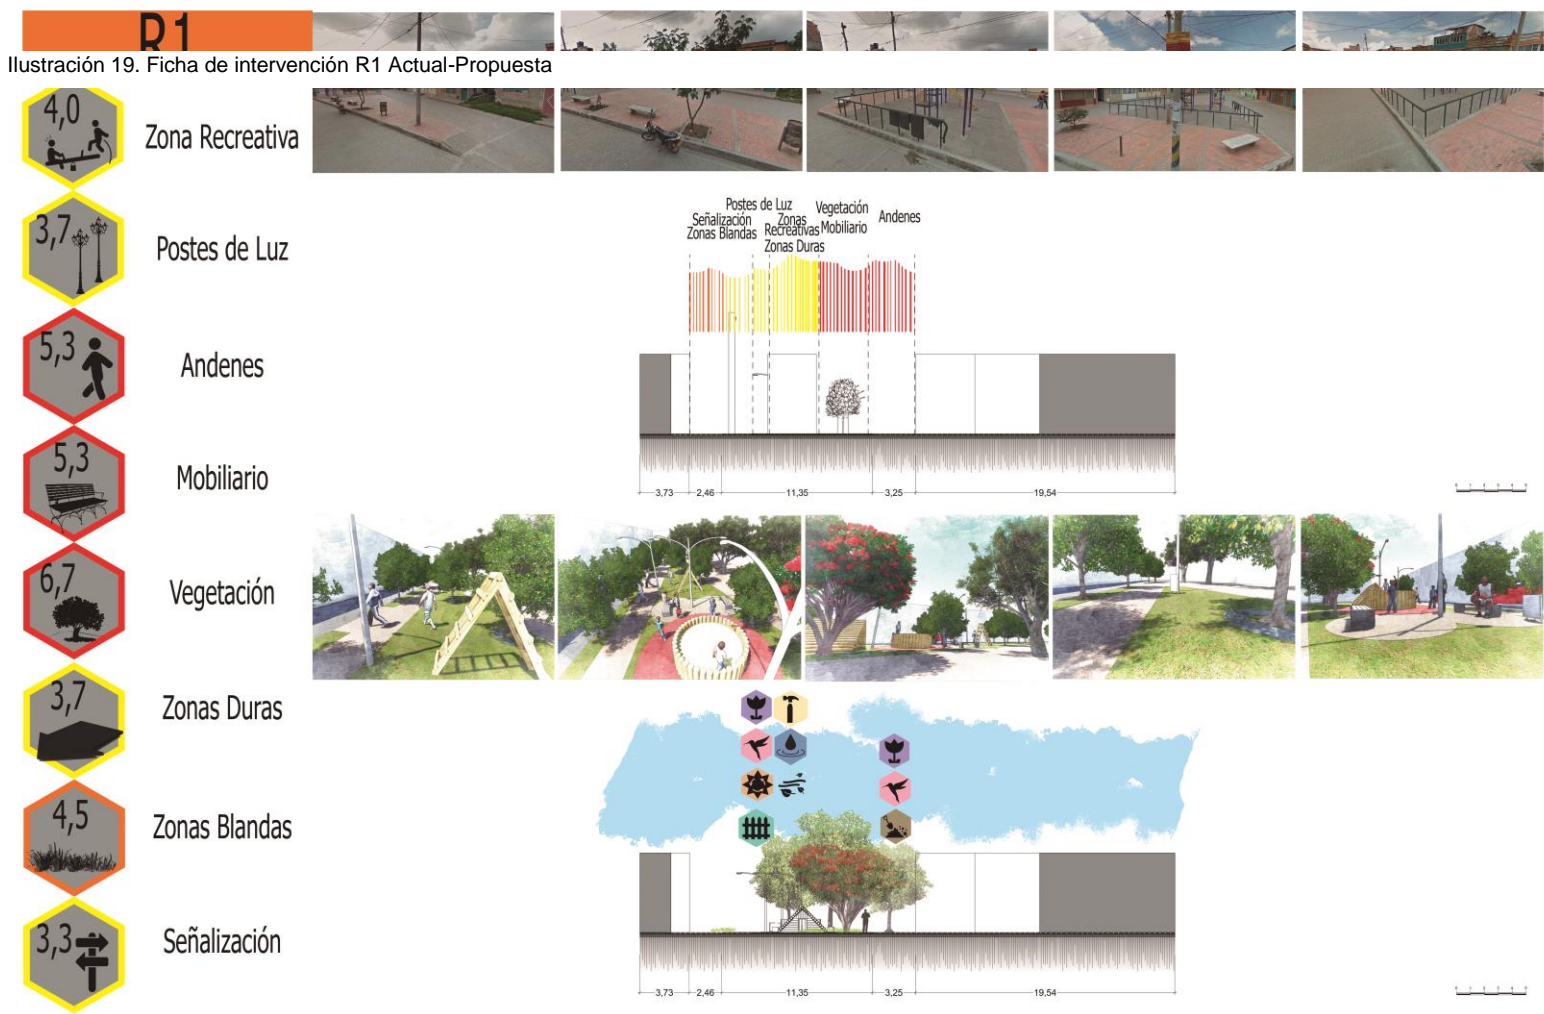 R1
Ilustración 19. Ficha de intervención R1 Actual-Propuesta
4,0
Zona Recreativa
3,7
Postes de Luz
5,3
Andenes
5,3
Mobiliario
6,7
Vegetación
3,7
Zonas Duras
4,5
Zonas Blandas
3,3
Señalización
Postes de Luz
Señalización
Zonas Blandas
Zonas
Recreativas
Zonas Duras
Vegetación
Mobiliario
Andenes
3,73 2,46 11,35 3,25 19,54
3,73 2,46 11,35 3,25 19,54